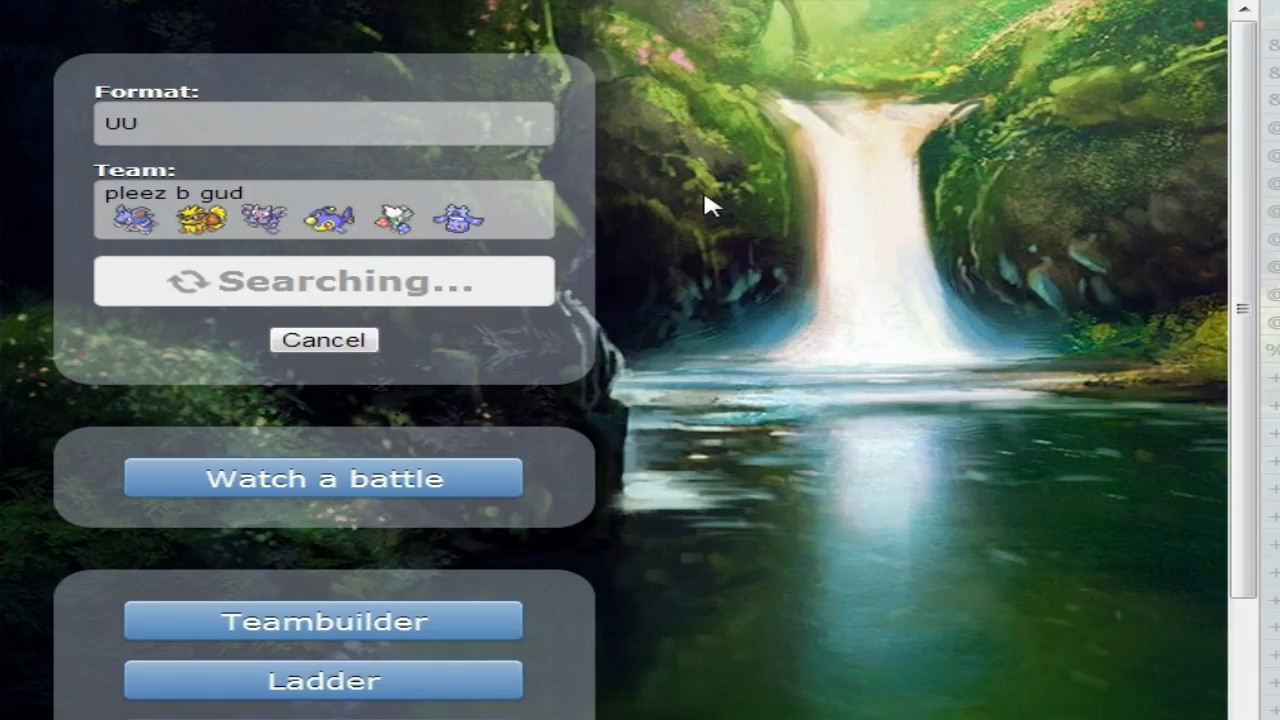 Format:
UU
Team:
pleez b gud
Searching...
Cancel
Watch a battle
Teambuilder
Ladder